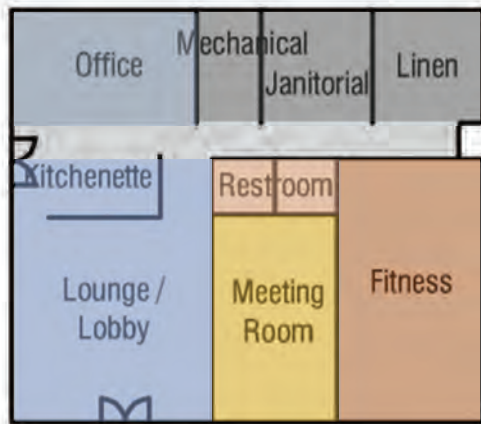 Office
Mechanical
Janitorial
Linen
Kitchenette
Restroom
Lounge /
Lobby
Meeting
Room
Fitness